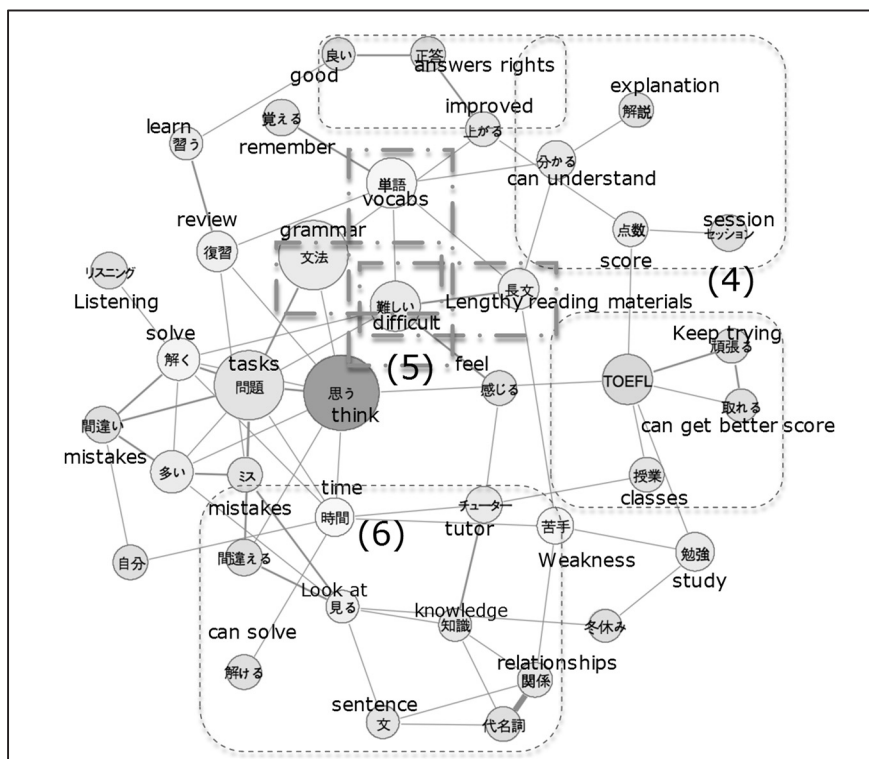 良い
正答
good
answers rights
explanation
覚える
improved
解説
learn
上がる
習う
remember
分かる
単語
can understand
vocabs
review
grammar
点数
session
セッション
復習
文法
score
リスニング
(4)
長文
Listening
難しい
Lengthy reading materials
difficult
solve
Keep trying
解く
tasks
(5)
feel
頑張る
問題
思う
感じる
TOEFL
think
取れる
間違い
can get better score
mistakes
多い
ミス
time
授業
mistakes
チューター
classes
時間
(6)
tutor
苦手
間違える
Weakness
勉強
自分
study
Look at
見る
knowledge
can solve
知識
冬休み
解ける
relationships
関係
sentence
文
代名詞